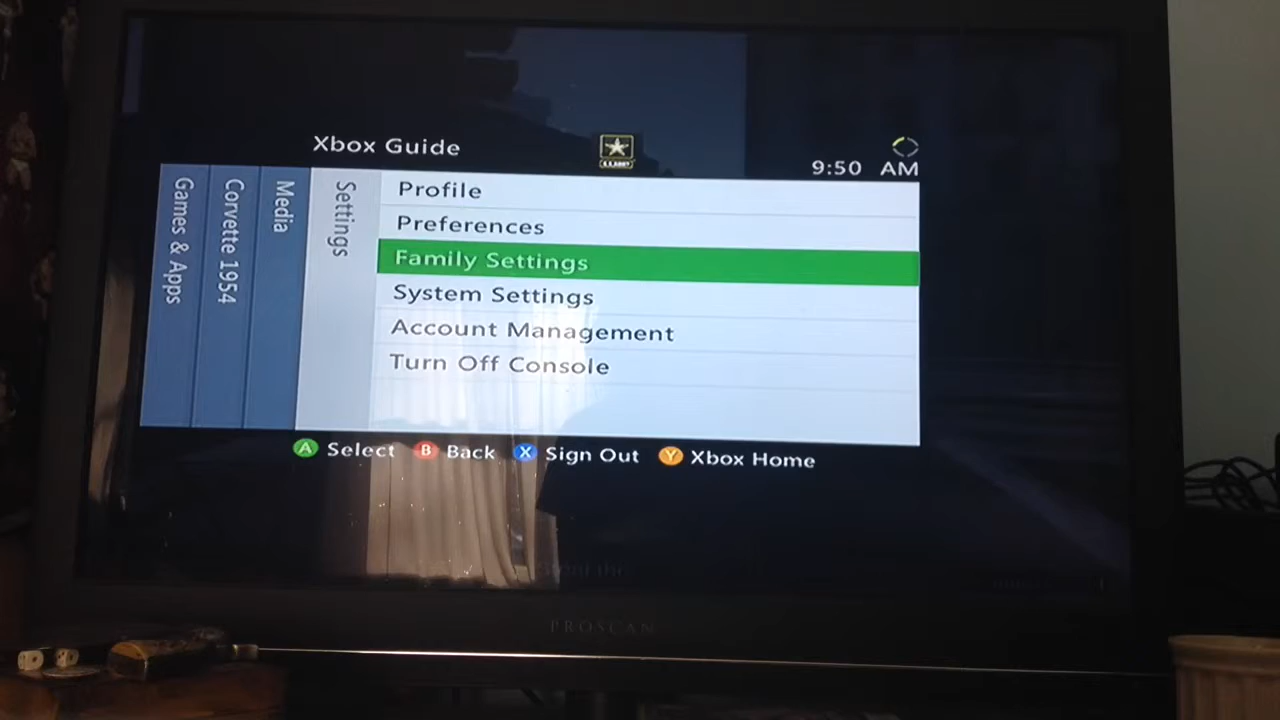 Xbox Guide
9:50 AM
Games & Apps
Corvette 1954
Media
Settings
Profile
Preferences
Family Settings
System Settings
Account Management
Turn Off Console
A Select B Back X Sign Out Y Xbox Home
PROSCAN